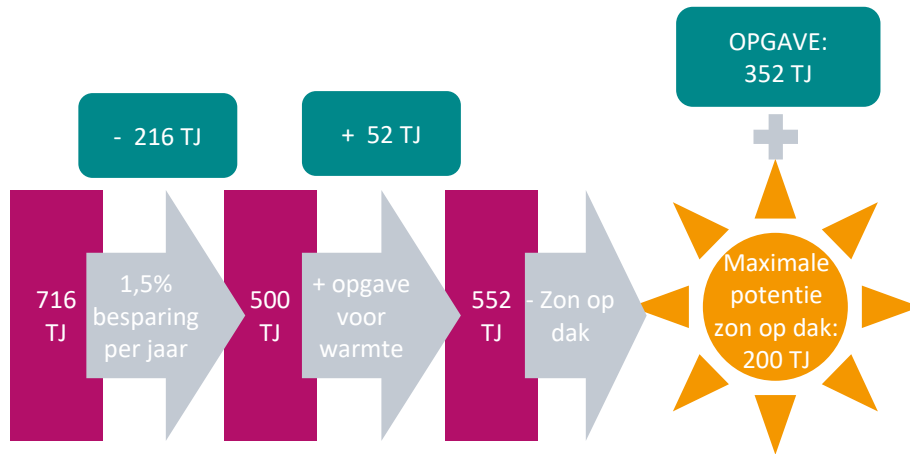 OPGAVE:
352 TJ
- 216 TJ
+ 52 TJ
716
TJ
1,5%
besparing
per jaar
500
TJ
+ opgave
voor
warmte
552
TJ
- Zon op
dak
Maximale
potentie
zon op dak:
200 TJ